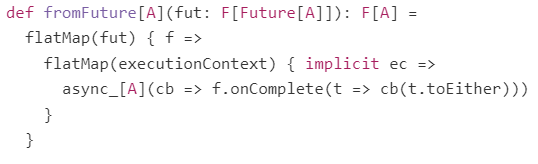 def fromFuture[A](fut: F[Future[A]]): F[A] =
  flatMap(fut) { f =>
    flatMap(executionContext) { implicit ec =>
      async_[A](cb => f.onComplete(t => cb(t.toEither)))
    }
  }